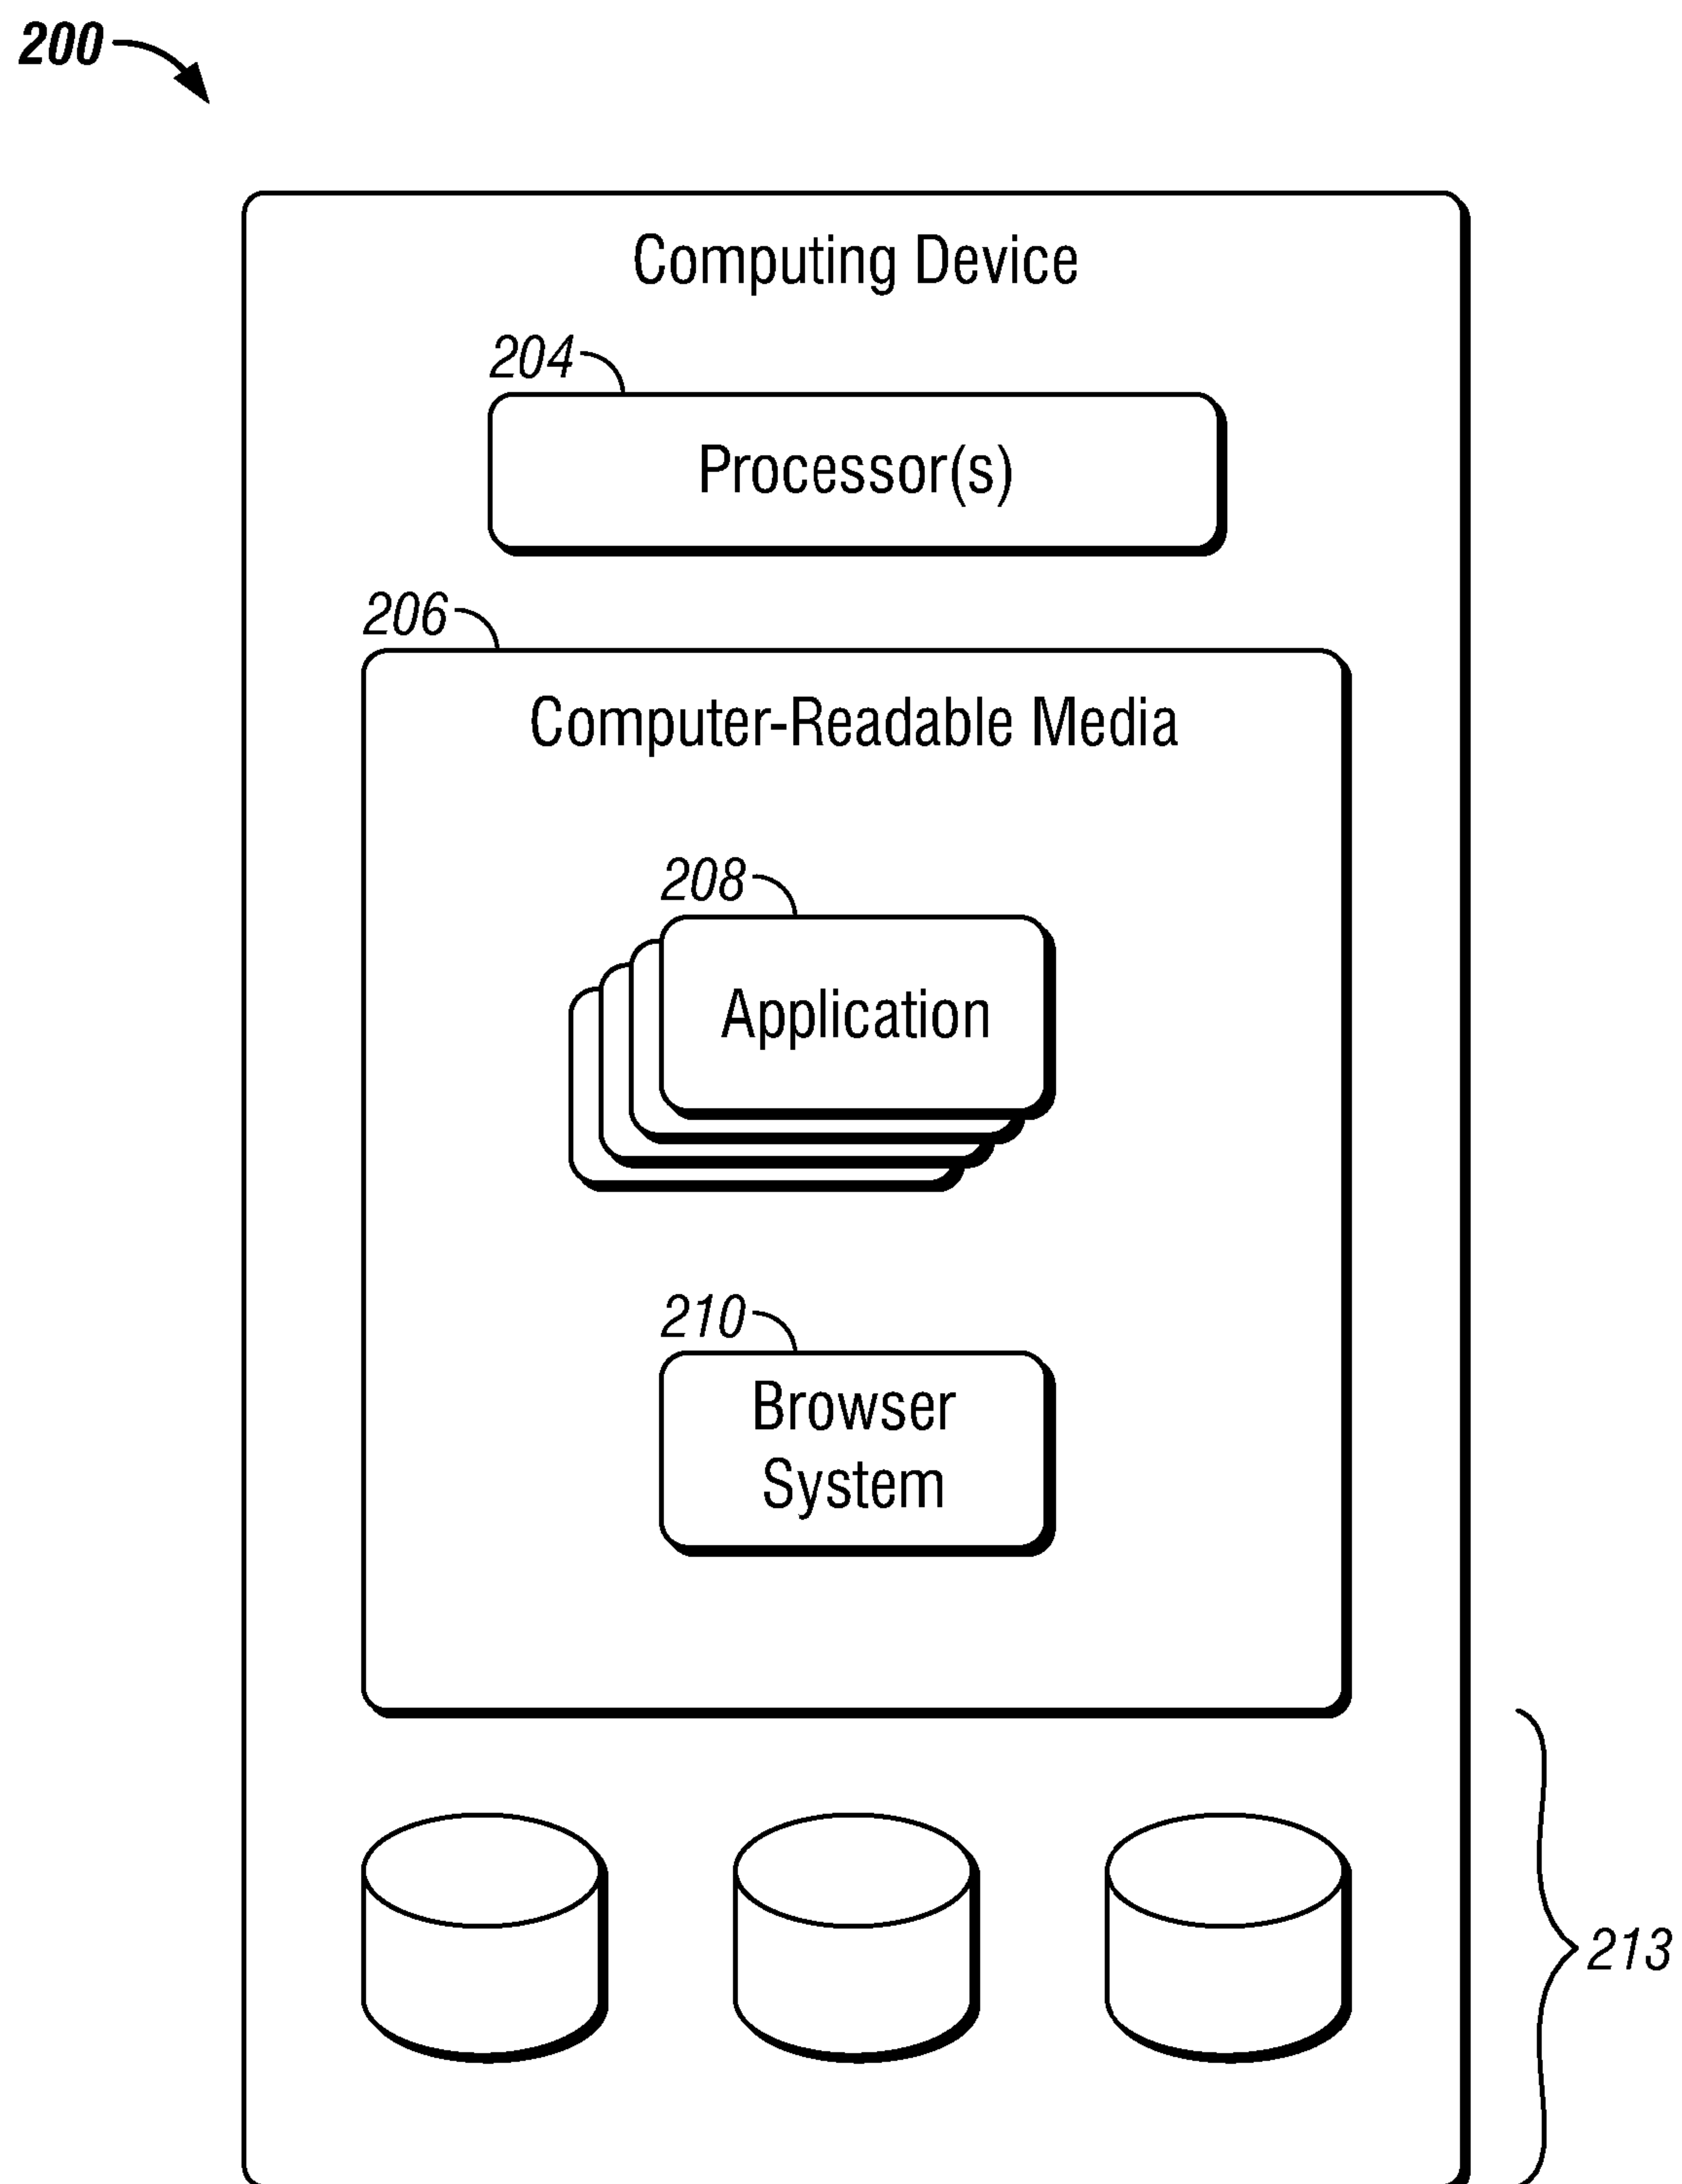 200
Computing Device
204
Processor(s)
206
Computer-Readable Media
208
Application
210
Browser
System
213